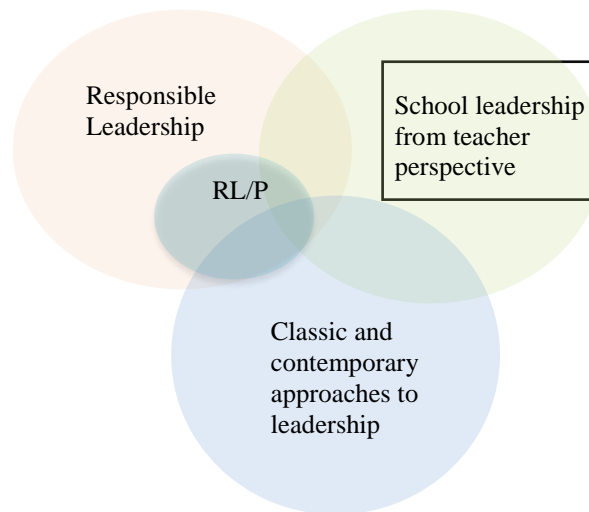 Responsible
Leadership
School leadership
from teacher
perspective
RL/P
Classic and
contemporary
approaches to
leadership